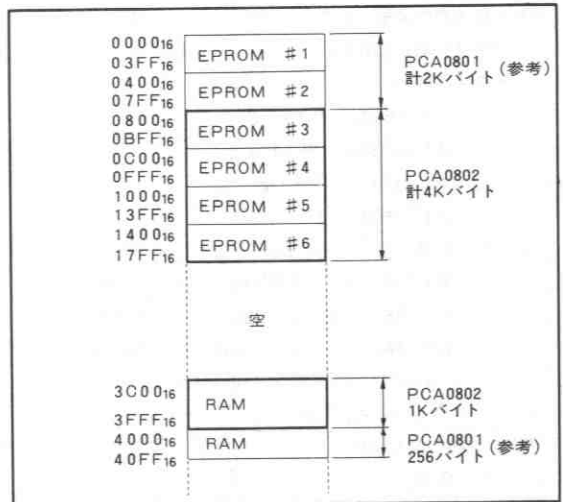 0000₁₆
03FF₁₆
EPROM #1
0400₁₆
07FF₁₆
EPROM #2
PCA0801
計2Kバイト(参考)
0800₁₆
0BFF₁₆
EPROM #3
0C00₁₆
0FFF₁₆
EPROM #4
1000₁₆
13FF₁₆
EPROM #5
1400₁₆
17FF₁₆
EPROM #6
PCA0802
計4Kバイト
空
3C00₁₆
3FFF₁₆
RAM
PCA0802
1Kバイト
4000₁₆
40FF₁₆
RAM
PCA0801
256バイト(参考)